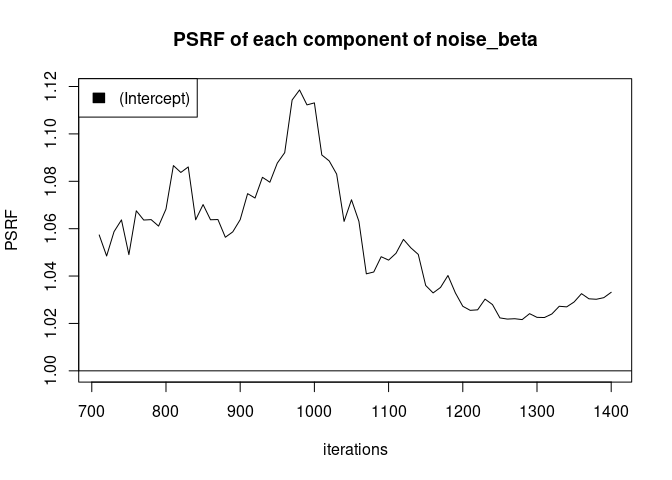 PSRF of each component of noise_beta
(Intercept)
PSRF
1.12
1.10
1.08
1.06
1.04
1.02
1.00
700 800 900 1000 1100 1200 1300 1400
iterations